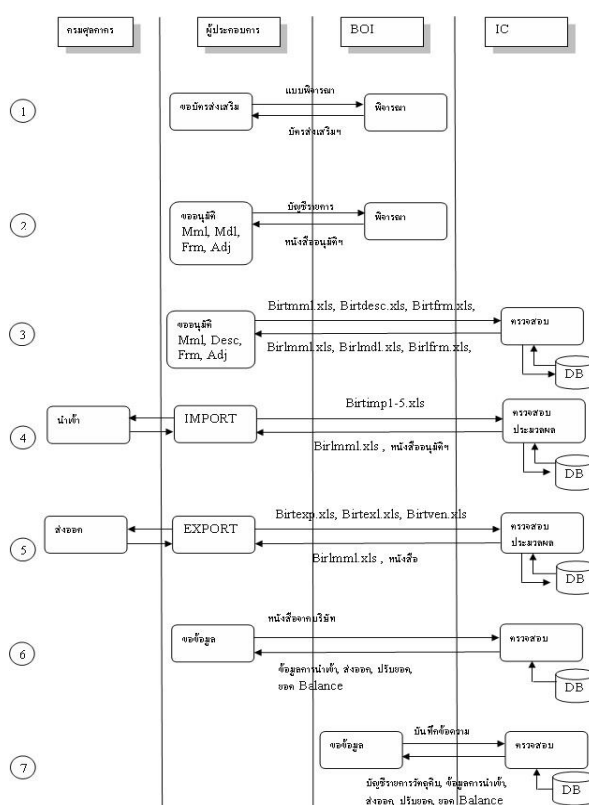 กรมศุลกากร
ผู้ประกอบการ
BOI
IC
1
ขอบัตรส่งเสริม
แบบพิจารณา
บัตรส่งเสริมฯ
พิจารณา
2
ขออนุมัติ
Mml, Mdl,
Frm, Adj
บัญชีรายการ
หนังสืออนุมัติฯ
พิจารณา
3
ขออนุมัติ
Mml, Desc,
Frm, Adj
Birtmml.xls, Birtdesc.xls, Birtfrm.xls,
Birlmml.xls, Birlmdl.xls, Birlfrm.xls,
ตรวจสอบ
DB
4
นำเข้า
IMPORT
Birtimp1-5.xls
Birlmml.xls , หนังสืออนุมัติฯ
ตรวจสอบ
ประมวลผล
DB
5
ส่งออก
EXPORT
Birtexp.xls, Birtexl.xls, Birtven.xls
Birlmml.xls , หนังสือ
ตรวจสอบ
ประมวลผล
DB
6
ขอข้อมูล
หนังสือจากบริษัท
ข้อมูลการนำเข้า, ส่งออก, ปรับยอด,
ยอด Balance
ตรวจสอบ
DB
7
ขอข้อมูล
บันทึกข้อความ
บัญชีรายการวัตถุดิบ, ข้อมูลการนำเข้า,
ส่งออก, ปรับยอด, ยอด Balance
ตรวจสอบ
DB